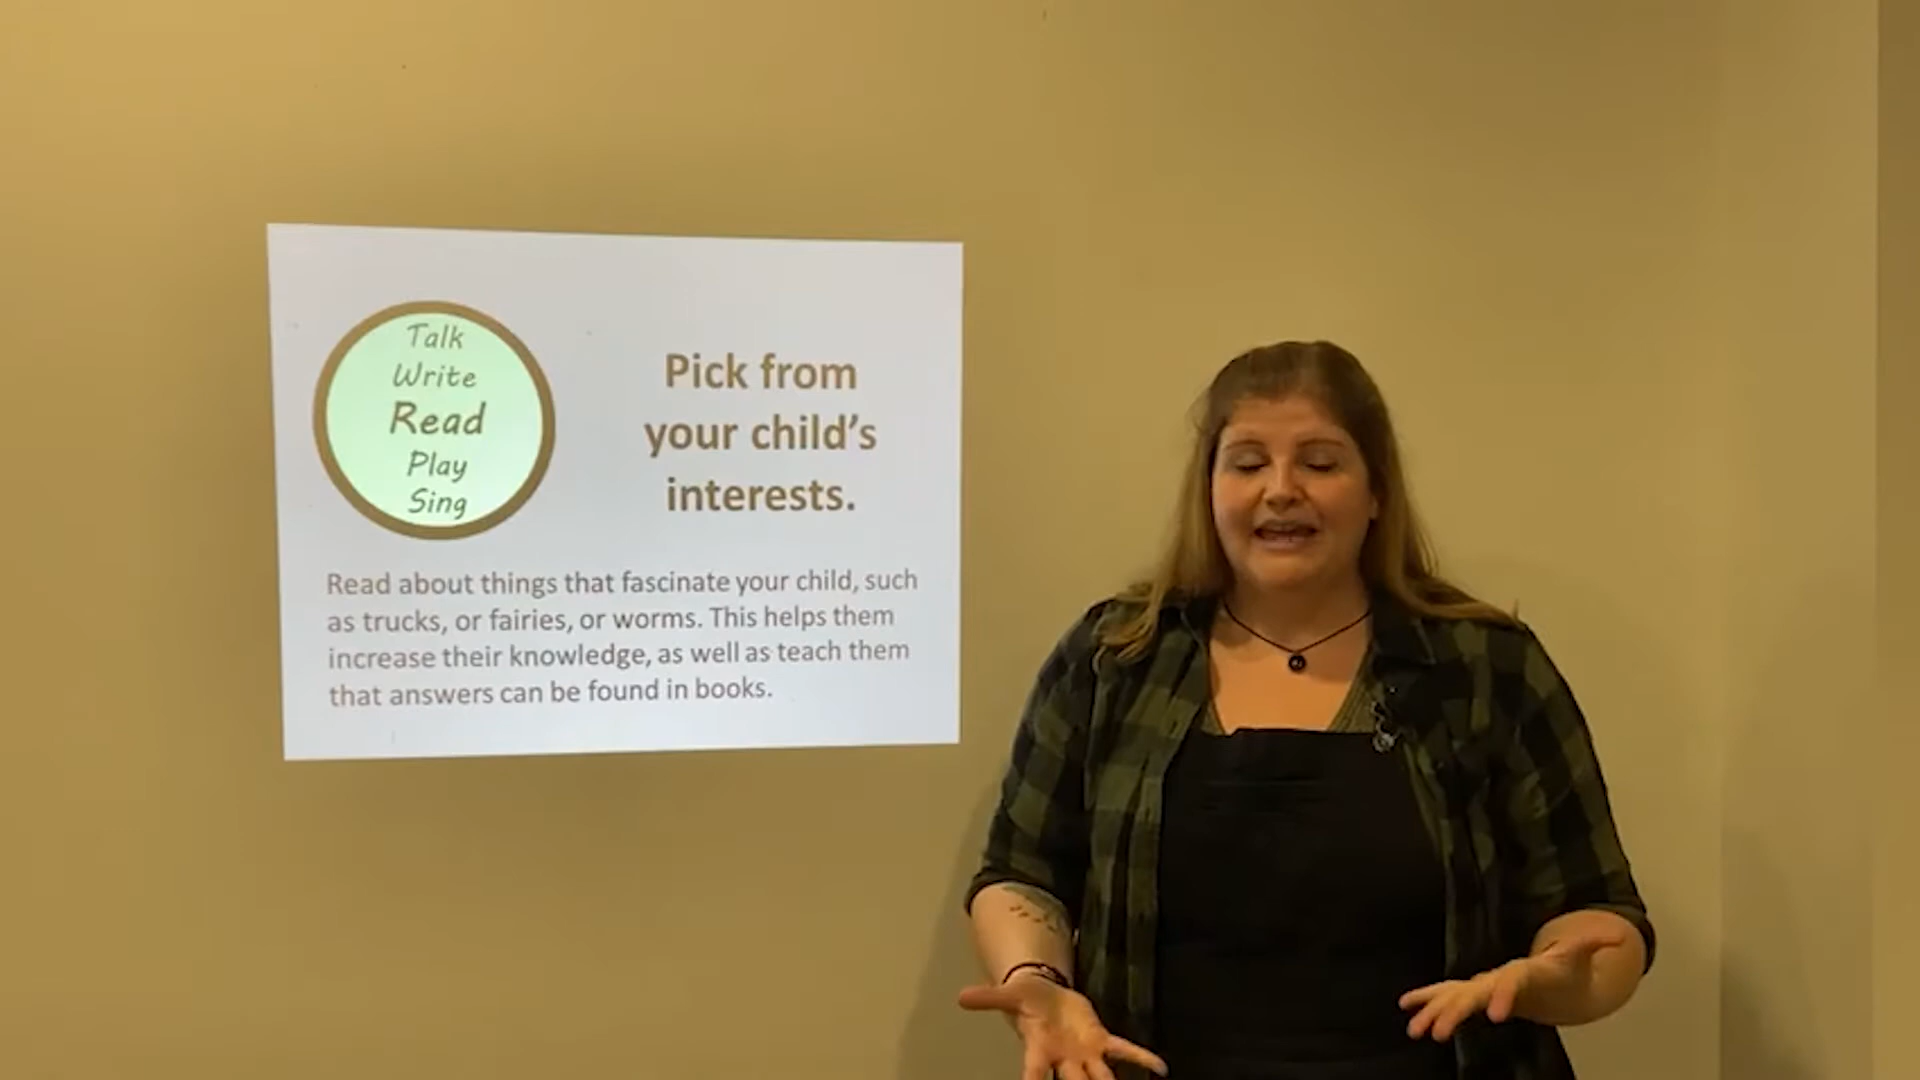 Talk
Write
Read
Play
Sing
Pick from
your child's
interests.
Read about things that fascinate your child, such
as trucks, or fairies, or worms. This helps them
increase their knowledge, as well as teach them
that answers can be found in books.